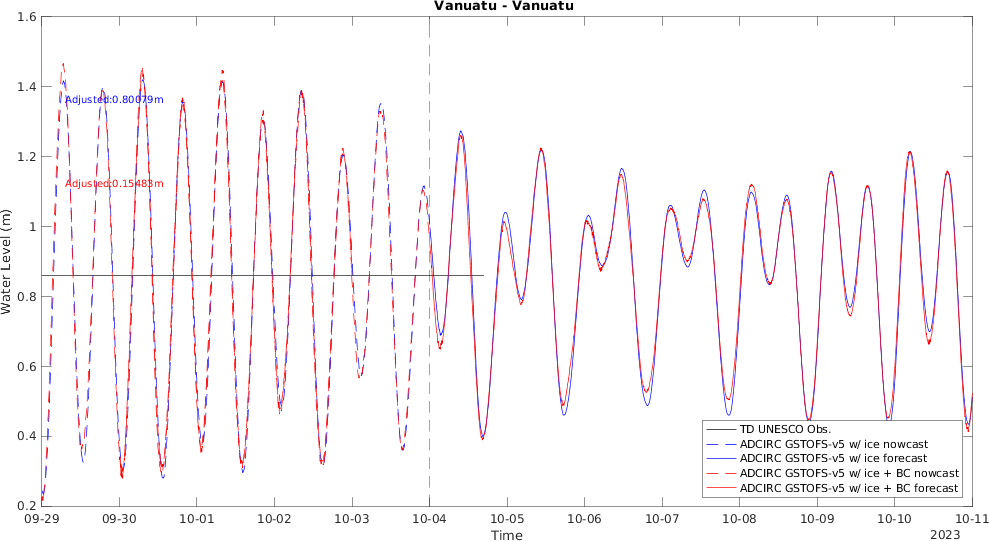 Vanuatu - Vanuatu
1.6
1.4
1.2
1
0.8
0.6
0.4
0.2
Water Level (m)
Adjusted:0.80079m
Adjusted:0.15483m
TD UNESCO Obs.
ADCIRC GSTOFS-v5 w/ ice nowcast
ADCIRC GSTOFS-v5 w/ ice forecast
ADCIRC GSTOFS-v5 w/ ice + BC nowcast
ADCIRC GSTOFS-v5 w/ ice + BC forecast
09-29 09-30 10-01 10-02 10-03 10-04 10-05 10-06 10-07 10-08 10-09 10-10 10-11
Time
2023